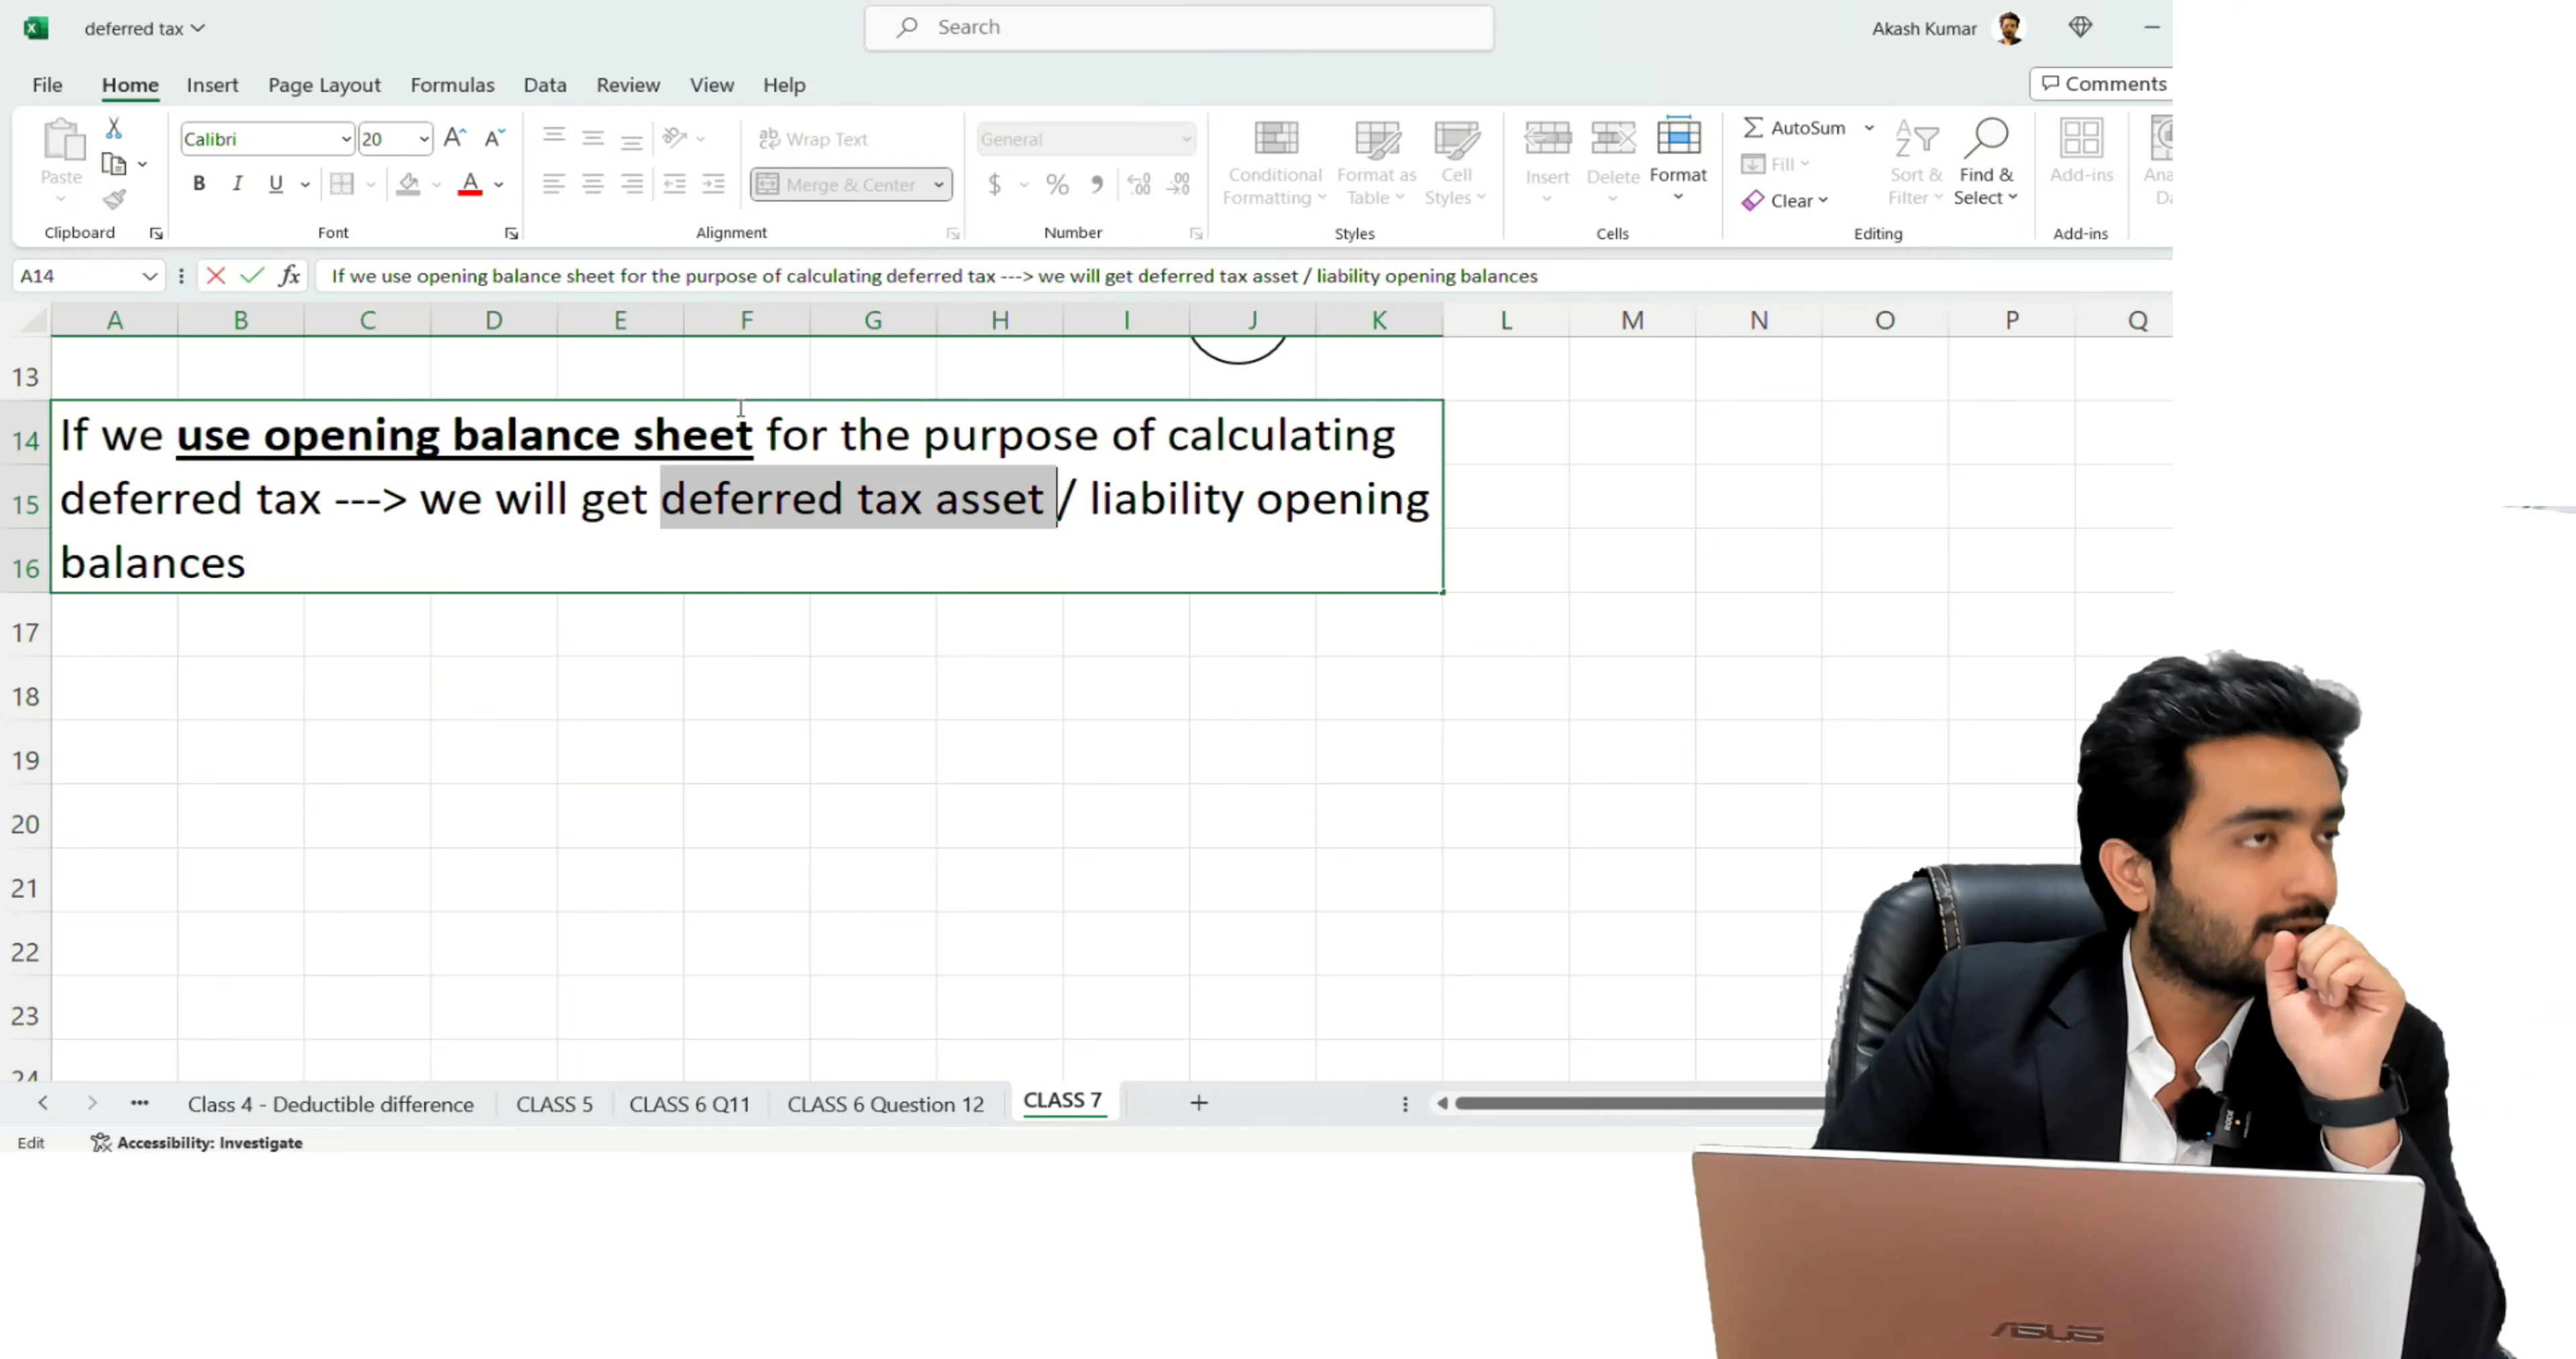 deferred tax
Search
Akash Kumar
File Home Insert Page Layout Formulas Data Review View Help
Comments
Paste
Calibri 20
Wrap Text
General
Conditional Formatting
Format as Table
Cell Styles
Insert Delete Format
AutoSum
Fill
Clear
Sort & Filter
Find & Select
Add-ins
B I U A
Merge & Center
$ % 9
Clipboard Font Alignment Number Styles Cells Editing Add-ins
A14 fx If we use opening balance sheet for the purpose of calculating deferred tax ---> we will get deferred tax asset / liability opening balances
A B C D E F G H I J K L M N O P Q
13
14 If we use opening balance sheet for the purpose of calculating
15 deferred tax ---> we will get deferred tax asset / liability opening
16 balances
17
18
19
20
21
22
23
24
Class 4 - Deductible difference CLASS 5 CLASS 6 Q11 CLASS 6 Question 12 CLASS 7
Edit Accessibility: Investigate
RODE
ASUS